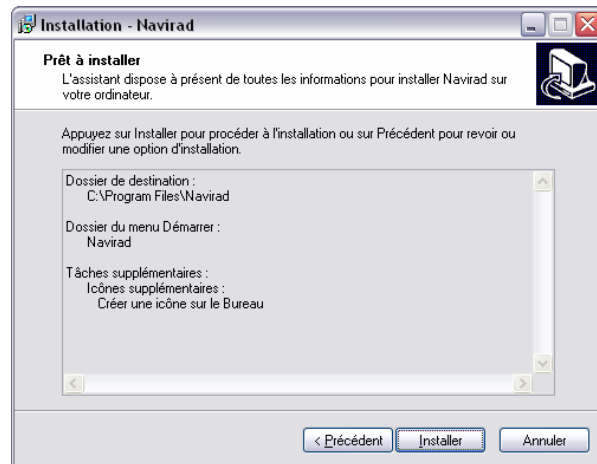 Installation - Navirad
Prêt à installer
L'assistant dispose à présent de toutes les informations pour installer Navirad sur
votre ordinateur.
Appuyez sur Installer pour procéder à l'installation ou sur Précédent pour revoir ou
modifier une option d'installation.
Dossier de destination :
C:\Program Files\Navirad
Dossier du menu Démarrer :
Navirad
Tâches supplémentaires :
Icônes supplémentaires :
Créer une icône sur le Bureau
< Précédent Installer Annuler